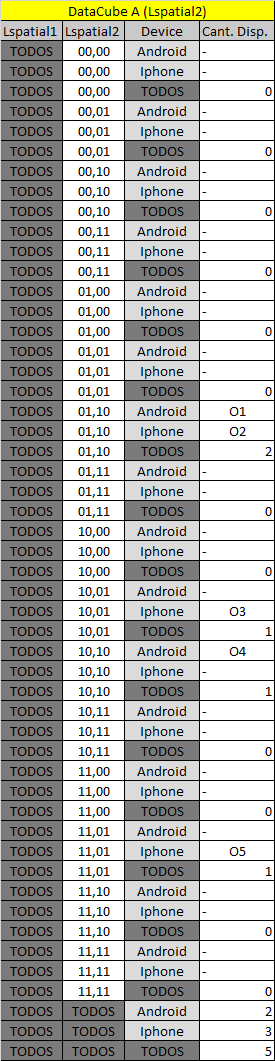 DataCube A (Lspatial2)
Lspatial1 Lspatial2 Device Cant. Disp.
TODOS 00,00 Android -
TODOS 00,00 Iphone -
TODOS 00,00 TODOS 0
TODOS 00,01 Android -
TODOS 00,01 Iphone -
TODOS 00,01 TODOS 0
TODOS 00,10 Android -
TODOS 00,10 Iphone -
TODOS 00,10 TODOS 0
TODOS 00,11 Android -
TODOS 00,11 Iphone -
TODOS 00,11 TODOS 0
TODOS 01,00 Android -
TODOS 01,00 Iphone -
TODOS 01,00 TODOS 0
TODOS 01,01 Android -
TODOS 01,01 Iphone -
TODOS 01,01 TODOS 0
TODOS 01,10 Android O1
TODOS 01,10 Iphone O2
TODOS 01,10 TODOS 2
TODOS 01,11 Android -
TODOS 01,11 Iphone -
TODOS 01,11 TODOS 0
TODOS 10,00 Android -
TODOS 10,00 Iphone -
TODOS 10,00 TODOS 0
TODOS 10,01 Android -
TODOS 10,01 Iphone O3
TODOS 10,01 TODOS 1
TODOS 10,10 Android O4
TODOS 10,10 Iphone -
TODOS 10,10 TODOS 1
TODOS 10,11 Android -
TODOS 10,11 Iphone -
TODOS 10,11 TODOS 0
TODOS 11,00 Android -
TODOS 11,00 Iphone -
TODOS 11,00 TODOS 0
TODOS 11,01 Android -
TODOS 11,01 Iphone O5
TODOS 11,01 TODOS 1
TODOS 11,10 Android -
TODOS 11,10 Iphone -
TODOS 11,10 TODOS 0
TODOS 11,11 Android -
TODOS 11,11 Iphone -
TODOS 11,11 TODOS 0
TODOS TODOS Android 2
TODOS TODOS Iphone 3
TODOS TODOS TODOS 5